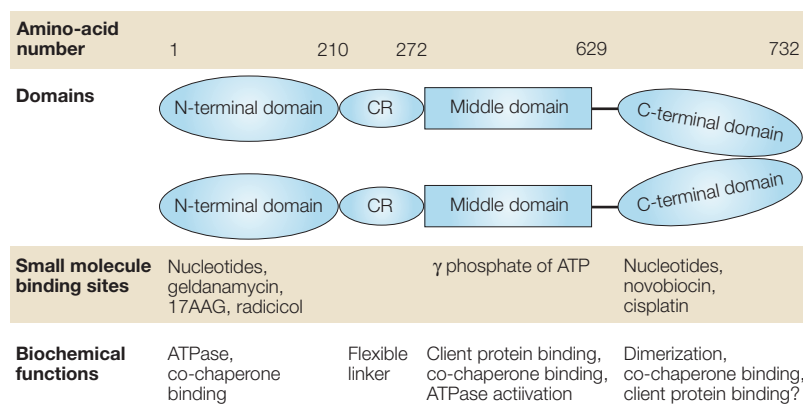 Amino-acid
number 1 210 272 629 732
Domains
N-terminal domain CR Middle domain C-terminal domain
N-terminal domain CR Middle domain C-terminal domain
Small molecule
binding sites
Nucleotides,
geldanamycin,
17AAG, radicicol
γ phosphate of ATP
Nucleotides,
novobiocin,
cisplatin
Biochemical
functions
ATPase,
co-chaperone
binding
Flexible
linker
Client protein binding,
co-chaperone binding,
ATPase actiivation
Dimerization,
co-chaperone binding,
client protein binding?